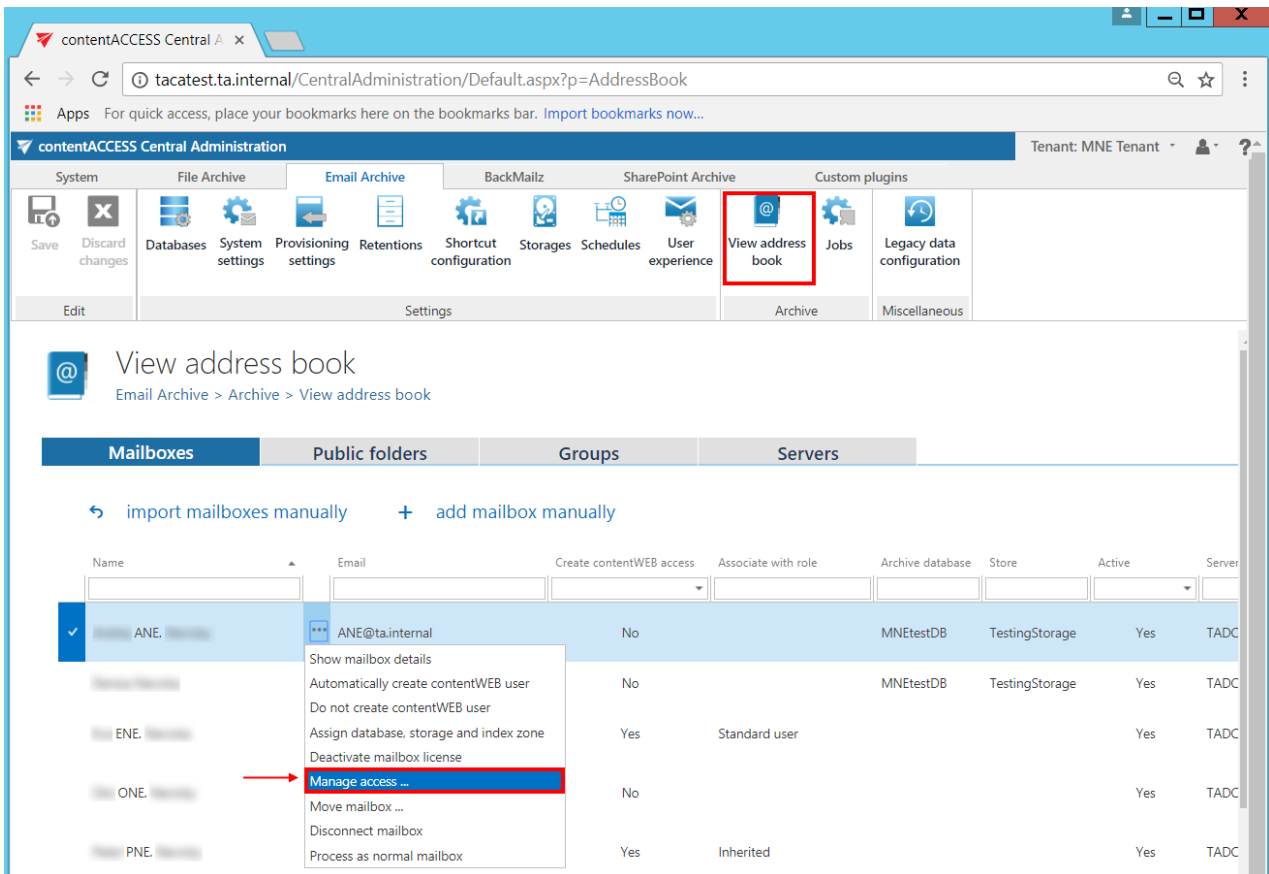 contentACCESS Central A
tacatest.ta.internal/CentralAdministration/Default.aspx?p=AddressBook
Apps For quick access, place your bookmarks here on the bookmarks bar. Import bookmarks now...
contentACCESS Central Administration Tenant: MNE Tenant ?
System File Archive Email Archive BackMailz SharePoint Archive Custom plugins
Save Discard changes Databases System settings Provisioning settings Retentions Shortcut configuration Storages Schedules User experience View address book Jobs Legacy data configuration
Edit Settings Archive Miscellaneous
View address book
Email Archive > Archive > View address book
Mailboxes Public folders Groups Servers
import mailboxes manually + add mailbox manually
Name Email Create contentWEB access Associate with role Archive database Store Active Server
ANE. ANE@ta.internal No MNEtestDB TestingStorage Yes TADC
Show mailbox details
Automatically create contentWEB user No MNEtestDB TestingStorage Yes TADC
Do not create contentWEB user
ENE. Assign database, storage and index zone Yes Standard user Yes TADC
Deactivate mailbox license
Manage access ...
ONE. No Yes TADC
Move mailbox ...
Disconnect mailbox
PNE. Process as normal mailbox Yes Inherited Yes TADC